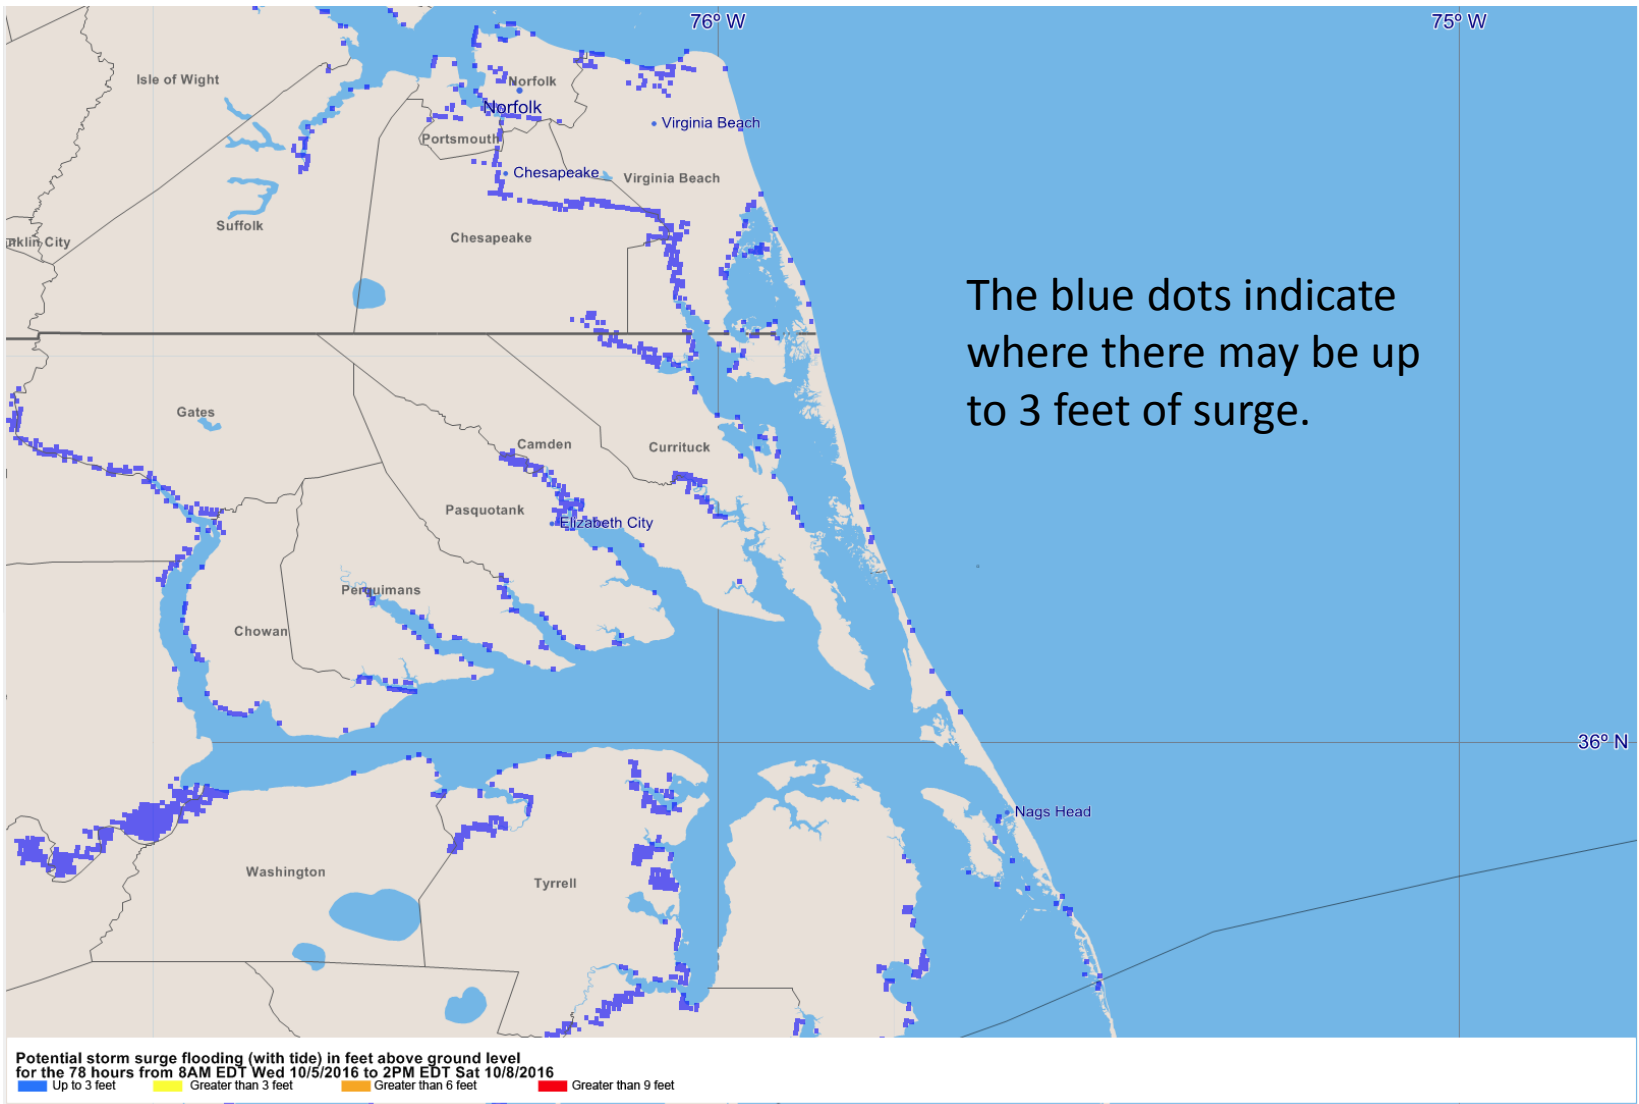 76° W
75° W
Isle of Wight
Norfolk
Norfolk
Virginia Beach
Portsmouth
Chesapeake
Virginia Beach
Suffolk
nklin City
Chesapeake
The blue dots indicate
where there may be up
to 3 feet of surge.
Gates
Camden
Currituck
Pasquotank
Elizabeth City
Perquimans
Chowan
36° N
Nags Head
Washington
Tyrrell
Potential storm surge flooding (with tide) in feet above ground level
for the 78 hours from 8AM EDT Wed 10/5/2016 to 2PM EDT Sat 10/8/2016
Up to 3 feet Greater than 3 feet Greater than 6 feet Greater than 9 feet